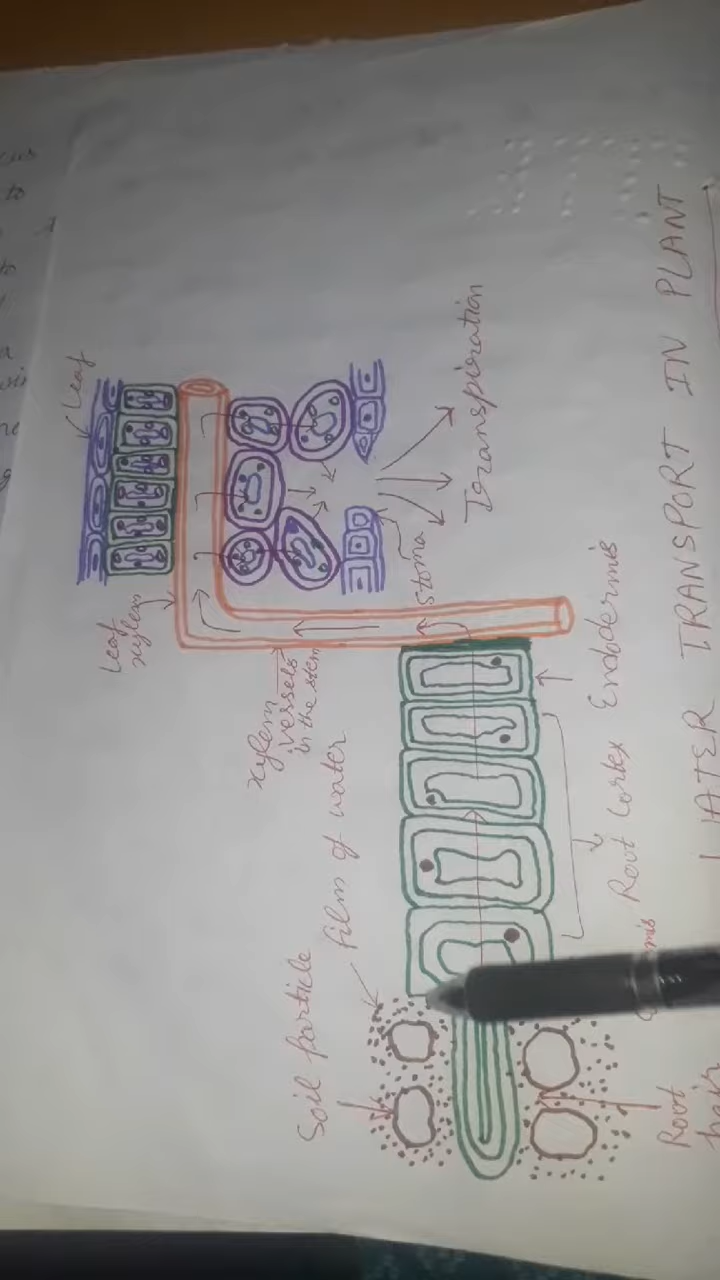 WATER TRANSPORT IN PLANT
Leaf
Leaf
xylem
xylem
vessels
in the stem
Stoma
Transpiration
film of water
Soil particle
Root Cortex
Endodermis
Root
hair
to